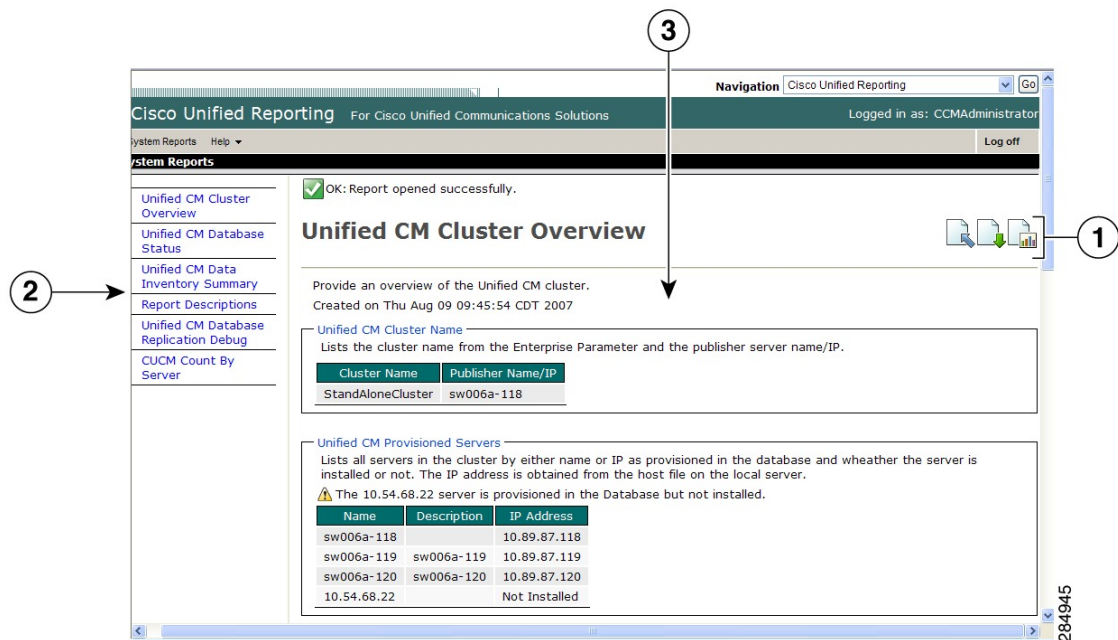 3
Navigation Cisco Unified Reporting Go
Cisco Unified Reporting For Cisco Unified Communications Solutions
Logged in as: CCMAdministrator
ystem Reports Help
Log off
ystem Reports
Unified CM Cluster
Overview
Unified CM Database
Status
Unified CM Data
Inventory Summary
Report Descriptions
Unified CM Database
Replication Debug
CUCM Count By
Server
2
OK: Report opened successfully.
Unified CM Cluster Overview
1
Provide an overview of the Unified CM cluster.
Created on Thu Aug 09 09:45:54 CDT 2007
Unified CM Cluster Name
Lists the cluster name from the Enterprise Parameter and the publisher server name/IP.
Cluster Name Publisher Name/IP
StandAloneCluster sw006a-118
Unified CM Provisioned Servers
Lists all servers in the cluster by either name or IP as provisioned in the database and wheather the server is
installed or not. The IP address is obtained from the host file on the local server.
The 10.54.68.22 server is provisioned in the Database but not installed.
Name Description IP Address
sw006a-118 10.89.87.118
sw006a-119 sw006a-119 10.89.87.119
sw006a-120 sw006a-120 10.89.87.120
10.54.68.22 Not Installed
284945